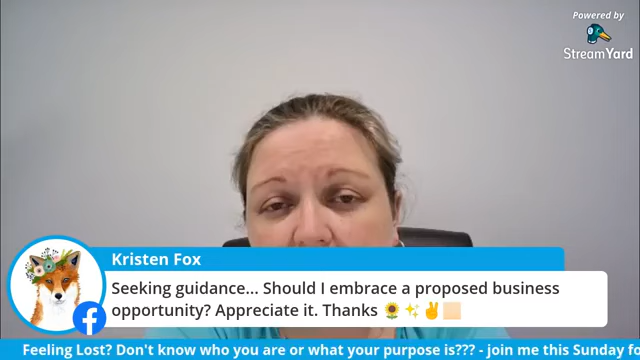 Powered by
StreamYard
Kristen Fox
Seeking guidance... Should I embrace a proposed business
opportunity? Appreciate it. Thanks 🌻✨✌
Feeling Lost? Don't know who you are or what your purpose is??? - join me this Sunday fo